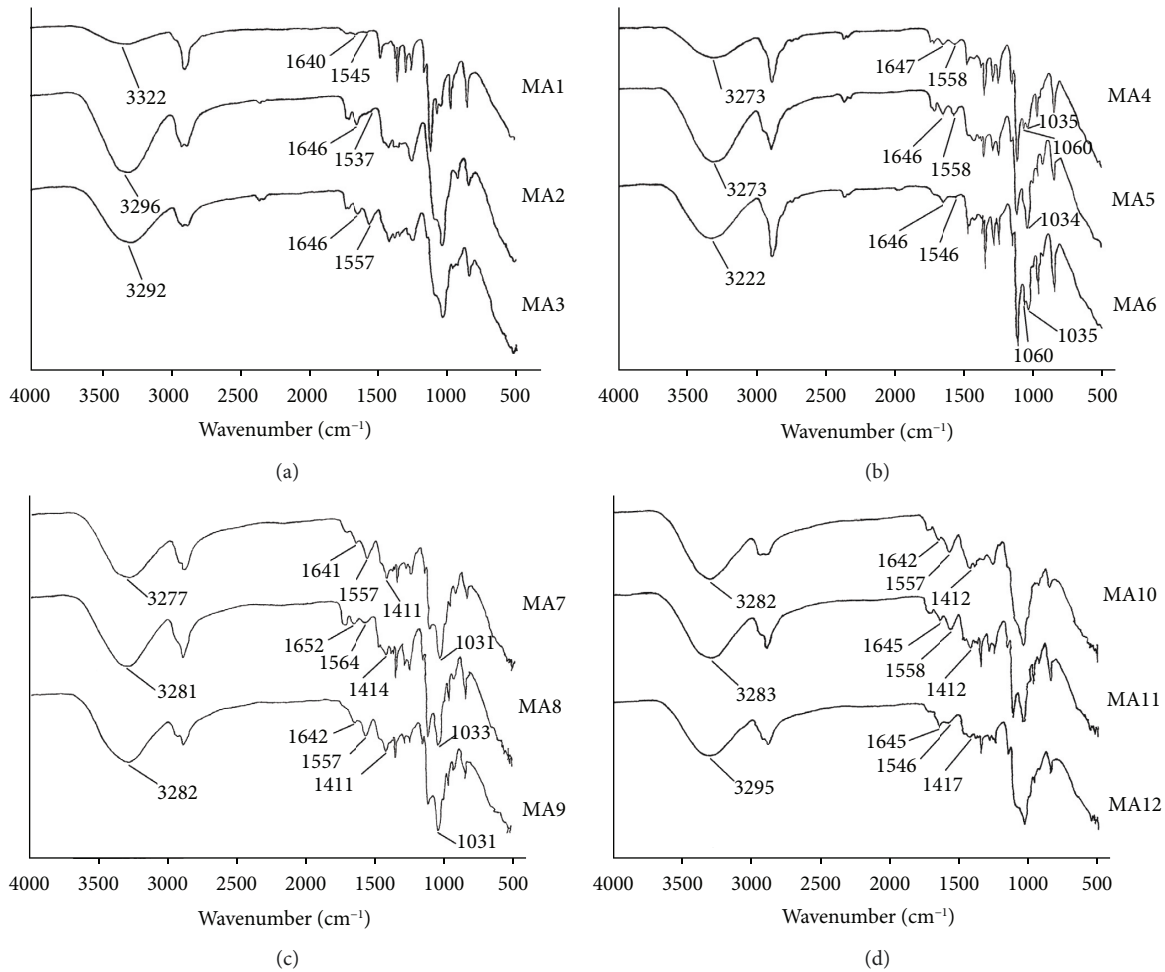 1640
1545
3322
MA1
1646
1537
3296
MA2
1646
1557
3292
MA3
4000 3500 3000 2500 2000 1500 1000 500
Wavenumber (cm⁻¹)
(a)
1647
1558
3273
MA4
1035
1060
1646
1558
3273
MA5
1034
1646
1546
3222
MA6
1035
1060
4000 3500 3000 2500 2000 1500 1000 500
Wavenumber (cm⁻¹)
(b)
1641
1557
1411
3277
MA7
1031
1652
1564
1414
3281
MA8
1033
1642
1557
1411
3282
MA9
1031
4000 3500 3000 2500 2000 1500 1000 500
Wavenumber (cm⁻¹)
(c)
1642
1557
1412
3282
MA10
1645
1558
1412
3283
MA11
1645
1546
1417
3295
MA12
4000 3500 3000 2500 2000 1500 1000 500
Wavenumber (cm⁻¹)
(d)